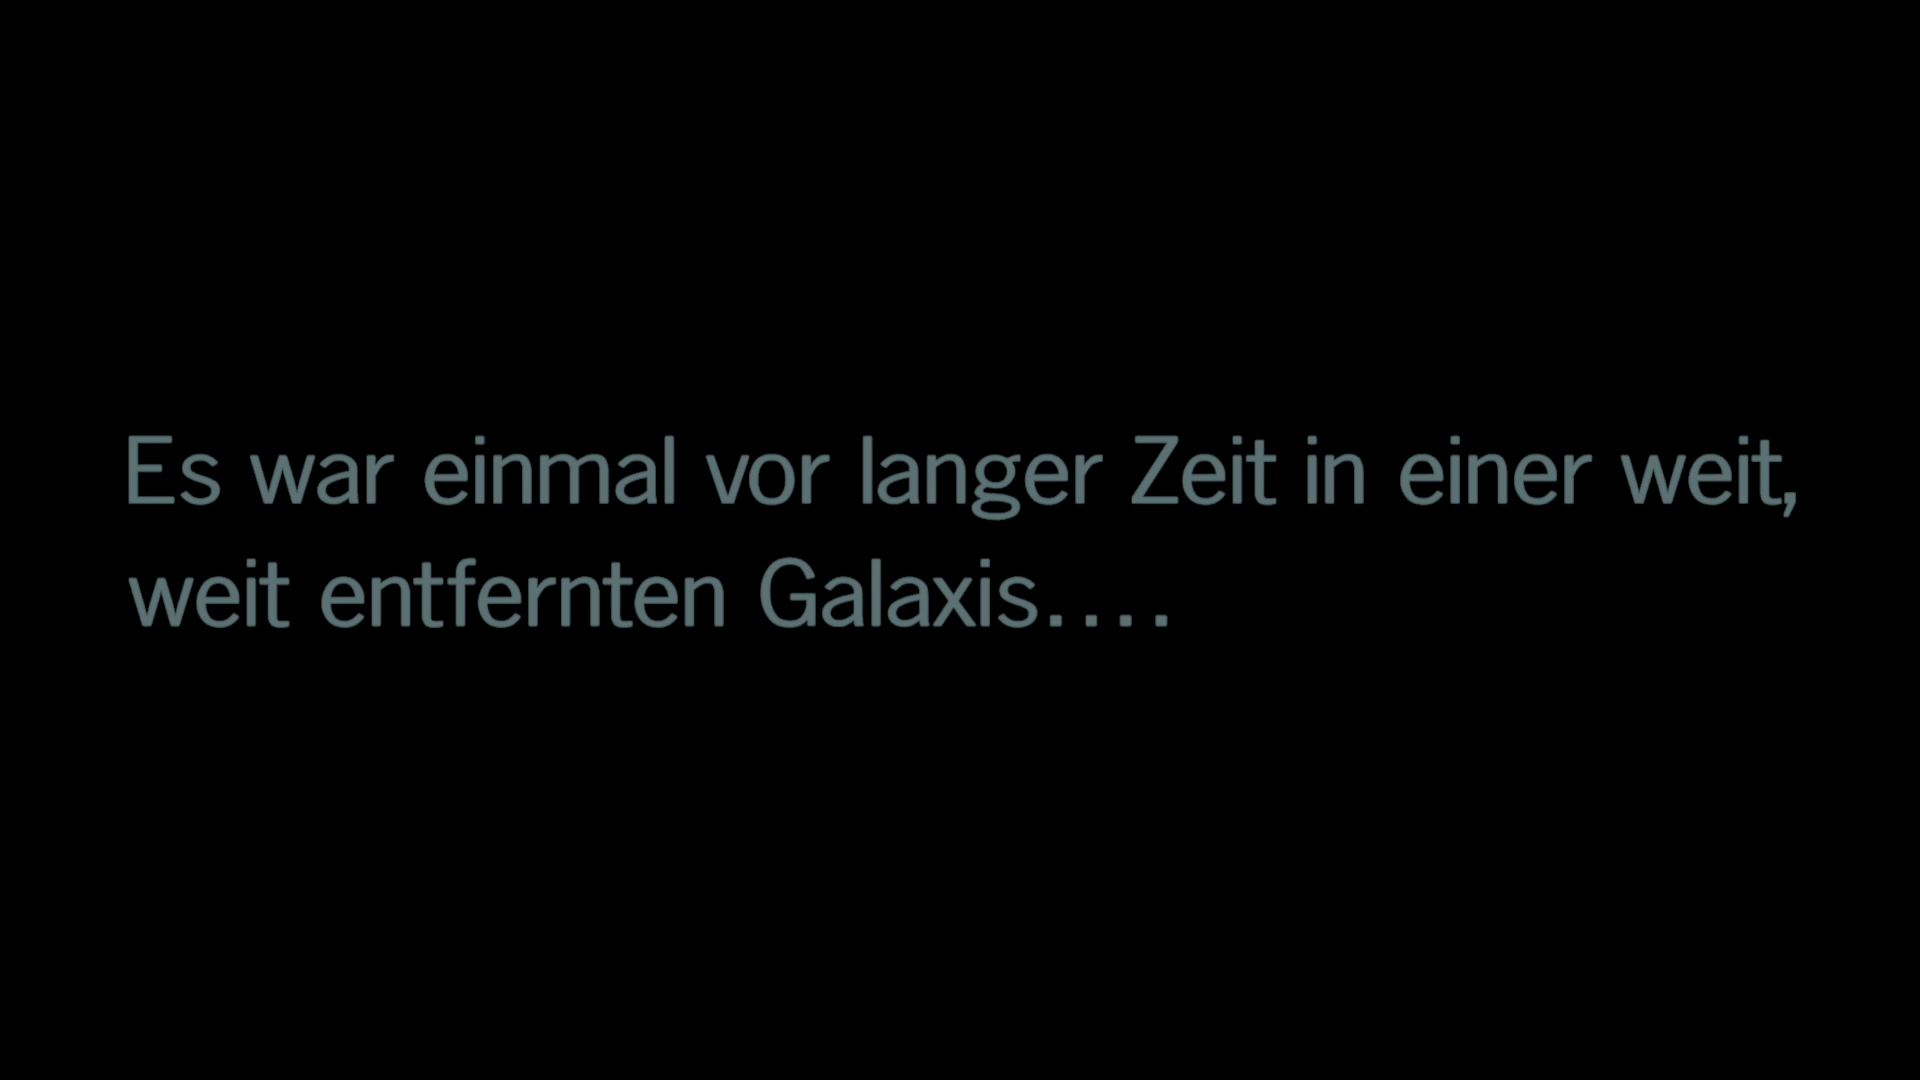 Es war einmal vor langer Zeit in einer weit,
weit entfernten Galaxis....